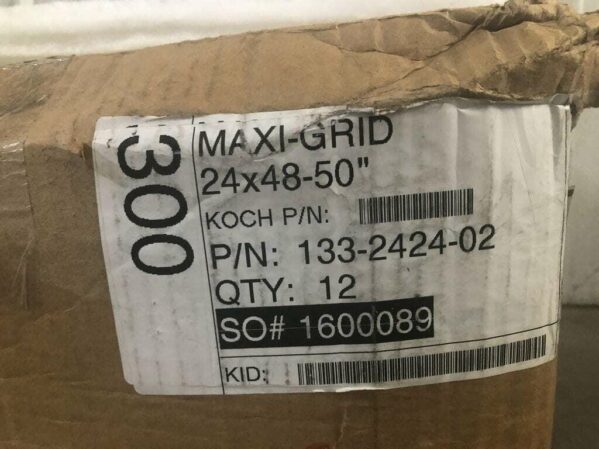 300
MAXI-GRID
24x48-50"
KOCH P/N:
P/N: 133-2424-02
QTY: 12
SO# 1600089
KID: